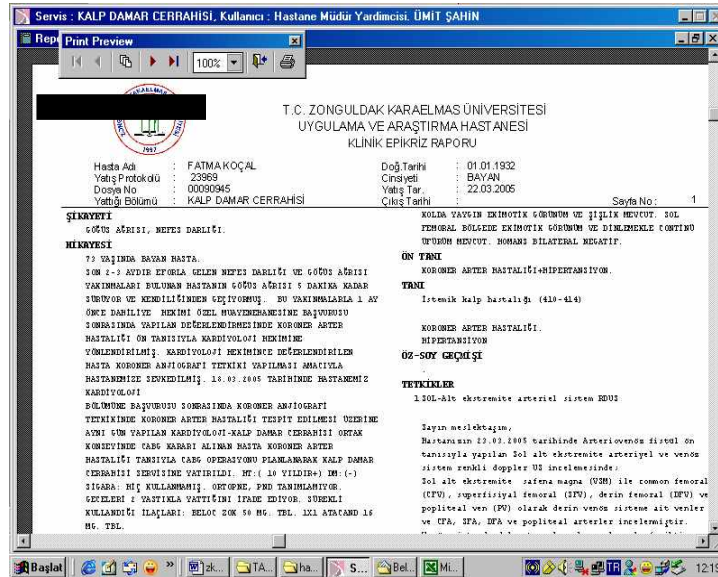 Servis : KALP DAMAR CERRAHİSİ, Kullanıcı : Hastane Müdür Yardimcisi. ÜMİT ŞAHİN
Print Preview
100%
T.C. ZONGULDAK KARAELMAS ÜNİVERSİTESİ
UYGULAMA VE ARAŞTIRMA HASTANESİ
KLİNİK EPİKRİZ RAPORU
Hasta Adı : FATMA KOÇAL
Yatış Protokolü : 23969
Dosya No : 00090945
Yattığı Bölümü : KALP DAMAR CERRAHİSİ
Doğ.Tarihi : 01.01.1932
Cinsiyeti : BAYAN
Yatış Tar. : 22.03.2005
Çıkış Tarihi :
Sayfa No : 1
ŞİKAYETİ
GÖĞÜS AĞRISI, NEFES DARLIĞI.
HİKAYESİ
73 YAŞINDA BAYAN HASTA.
SON 2-3 AYDIR EFORLA GELEN NEFES DARLIĞI VE GÖĞÜS AĞRISI
YAKINMALARI BULUNAN HASTANIN GÖĞÜS AĞRISI 5 DAKİKA KADAR
SÜRÜYOR VE KENDİLİĞİNDEN GEÇİYORMUŞ. BU YAKINMALARLA 1 AY
ÖNCE DAHİLİYE HEKİMİ ÖZEL MUAYENEHANESİNE BAŞVURUSU
SONRASINDA YAPILAN DEĞERLENDİRMESİNDE KORONER ARTER
HASTALIĞI ÖN TANISIYLA KARDİYOLOJİ HEKİMİNE
YÖNLENDİRİLMİŞ. KARDİYOLOJİ HEKİMİNCE DEĞERLENDİRİLEN
HASTA KORONER ANJİOGRAFİ TETKİKİ YAPILMASI AMACIYLA
HASTANEMİZE SEVKEDİLMİŞ. 18.03.2005 TARİHİNDE HASTANEMİZ
KARDİYOLOJİ
BÖLÜMÜNE BAŞVURUSU SONRASINDA KORONER ANJİOGRAFİ
TETKİKİNDE KORONER ARTER HASTALIĞI TESPİT EDİLMESİ ÜZERİNE
AYNI GÜN YAPILAN KARDİYOLOJİ-KALP DAMAR CERRAHİSİ ORTAK
KONSEYİNDE CABG KARARI ALINAN HASTA KORONER ARTER
HASTALIĞI TANISIYLA CABG OPERASYONU PLANLANARAK KALP DAMAR
CERRAHİSİ SERVİSİNE YATIRILDI. HT:( 10 YILDIR+) DM:(-)
SİGARA: HİÇ KULLANMAMIŞ. ORTOPNE, PND TANIMLAMIYOR.
GECELERİ 2 YASTIKLA YATTIĞINI İFADE EDİYOR. SÜREKLİ
KULLANDIĞI İLAÇLARI: BELOC ZOK 50 MG. TBL. 1X1 ATACAND 16
MG. TBL.
KOLDA YAYGIN EKİMOTİK GÖRÜNÜM VE ŞİŞLİK MEVCUT. SOL
FEMORAL BÖLGEDE EKİMOTİK GÖRÜNÜM VE DİNLEMEKLE CONTİNÜ
ÜFÜRÜM MEVCUT. HOMANS BİLATERAL NEGATİF.
ÖN TANI
KORONER ARTER HASTALIĞI+HİPERTANSİYON.
TANI
İstemik kalp hastalığı (410-414)
KORONER ARTER HASTALIĞI.
HİPERTANSİYON
ÖZ-SOY GEÇMİŞİ
.
TETKİKLER
1 SOL-Alt ekstremite arteriel sistem RDUS
Sayın meslektaşım,
Hastanızın 23.03.2005 tarihinde Arteriovenöz fistül ön
tanısıyla yapılan Sol alt ekstremite arteriyel ve venöz
sistem renkli doppler US incelemesinde:
Sol alt ekstremite safena magna (VSM) ile common femoral
(CFV), superfisiyal femoral (SFV), derin femoral (DFV) ve
popliteal ven (PV) olarak derin venöz sisteme ait venler
ve CFA, SFA, DFA ve popliteal arterler incelenmiştir.
Başlat
zk...
TA...
ha...
S...
Bel...
Mi...
TR